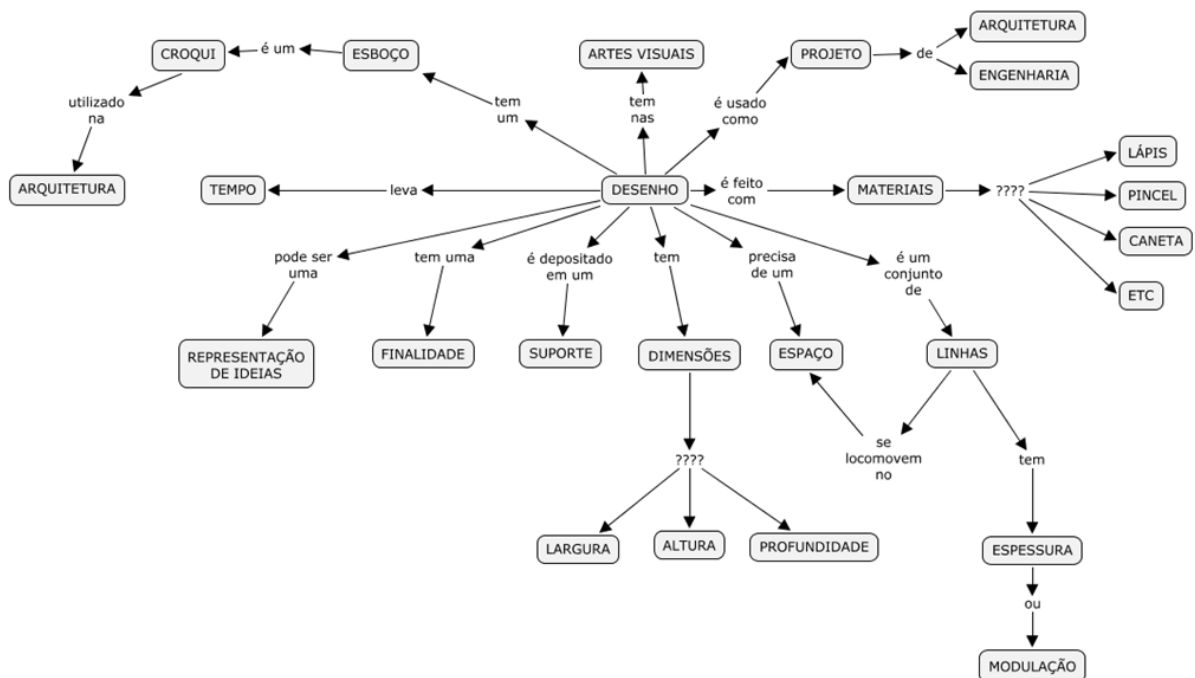 CROQUI
é um
ESBOÇO
ARTES VISUAIS
PROJETO
de
ARQUITETURA
ENGENHARIA
utilizado
na
tem
um
tem
nas
é usado
como
ARQUITETURA
TEMPO
leva
DESENHO
é feito
com
MATERIAIS
????
LÁPIS
PINCEL
CANETA
ETC
pode ser
uma
tem uma
é depositado
em um
tem
precisa
de um
é um
conjunto
de
REPRESENTAÇÃO
DE IDEIAS
FINALIDADE
SUPORTE
DIMENSÕES
ESPAÇO
LINHAS
????
se
locomovem
no
tem
LARGURA
ALTURA
PROFUNDIDADE
ESPESSURA
ou
MODULAÇÃO